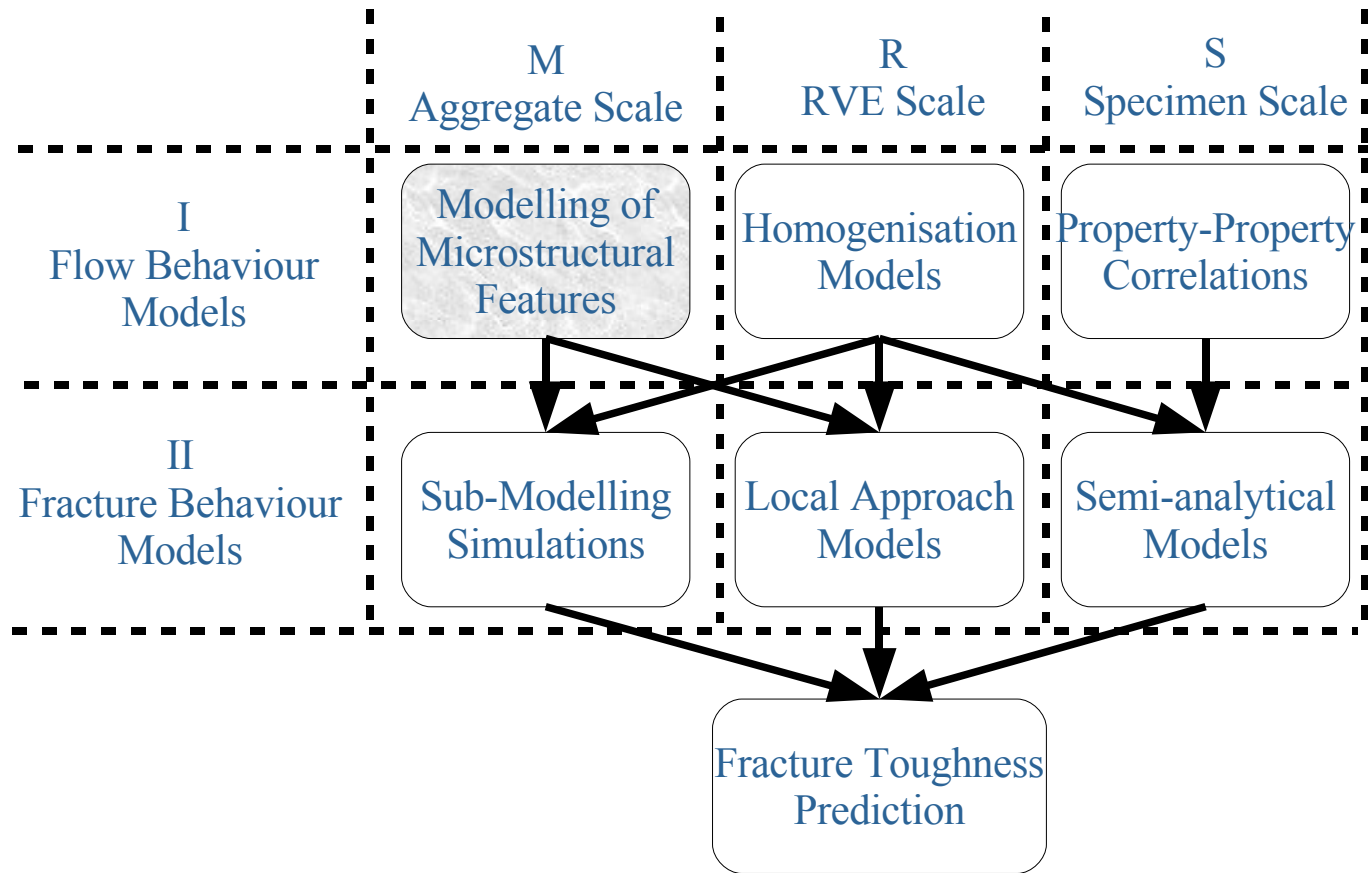 M
Aggregate Scale
R
RVE Scale
S
Specimen Scale
I
Flow Behaviour
Models
Modelling of
Microstructural
Features
Homogenisation
Models
Property-Property
Correlations
II
Fracture Behaviour
Models
Sub-Modelling
Simulations
Local Approach
Models
Semi-analytical
Models
Fracture Toughness
Prediction